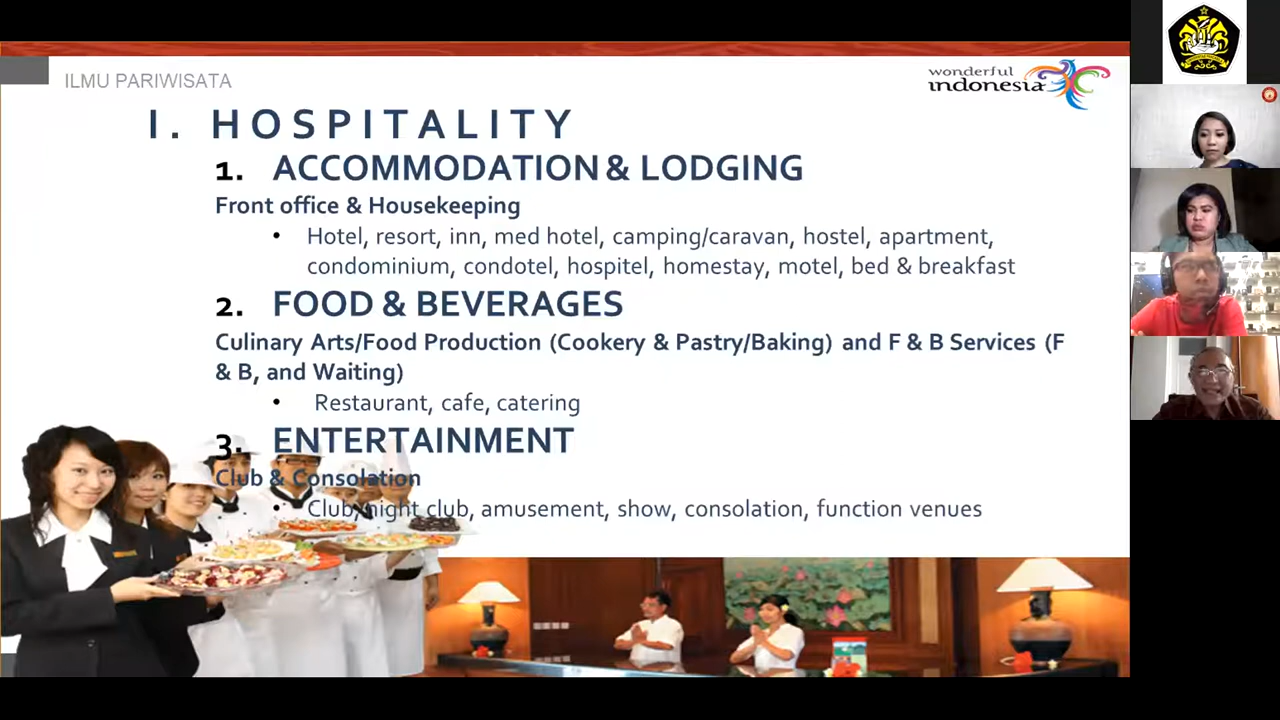 ILMU PARIWISATA
wonderful
indonesia
I. HOSPITALITY
1. ACCOMMODATION & LODGING
Front office & Housekeeping
• Hotel, resort, inn, med hotel, camping/caravan, hostel, apartment,
condominium, condotel, hospitel, homestay, motel, bed & breakfast
2. FOOD & BEVERAGES
Culinary Arts/Food Production (Cookery & Pastry/Baking) and F & B Services (F
& B, and Waiting)
• Restaurant, cafe, catering
3. ENTERTAINMENT
Club & Consolation
• Club, night club, amusement, show, consolation, function venues